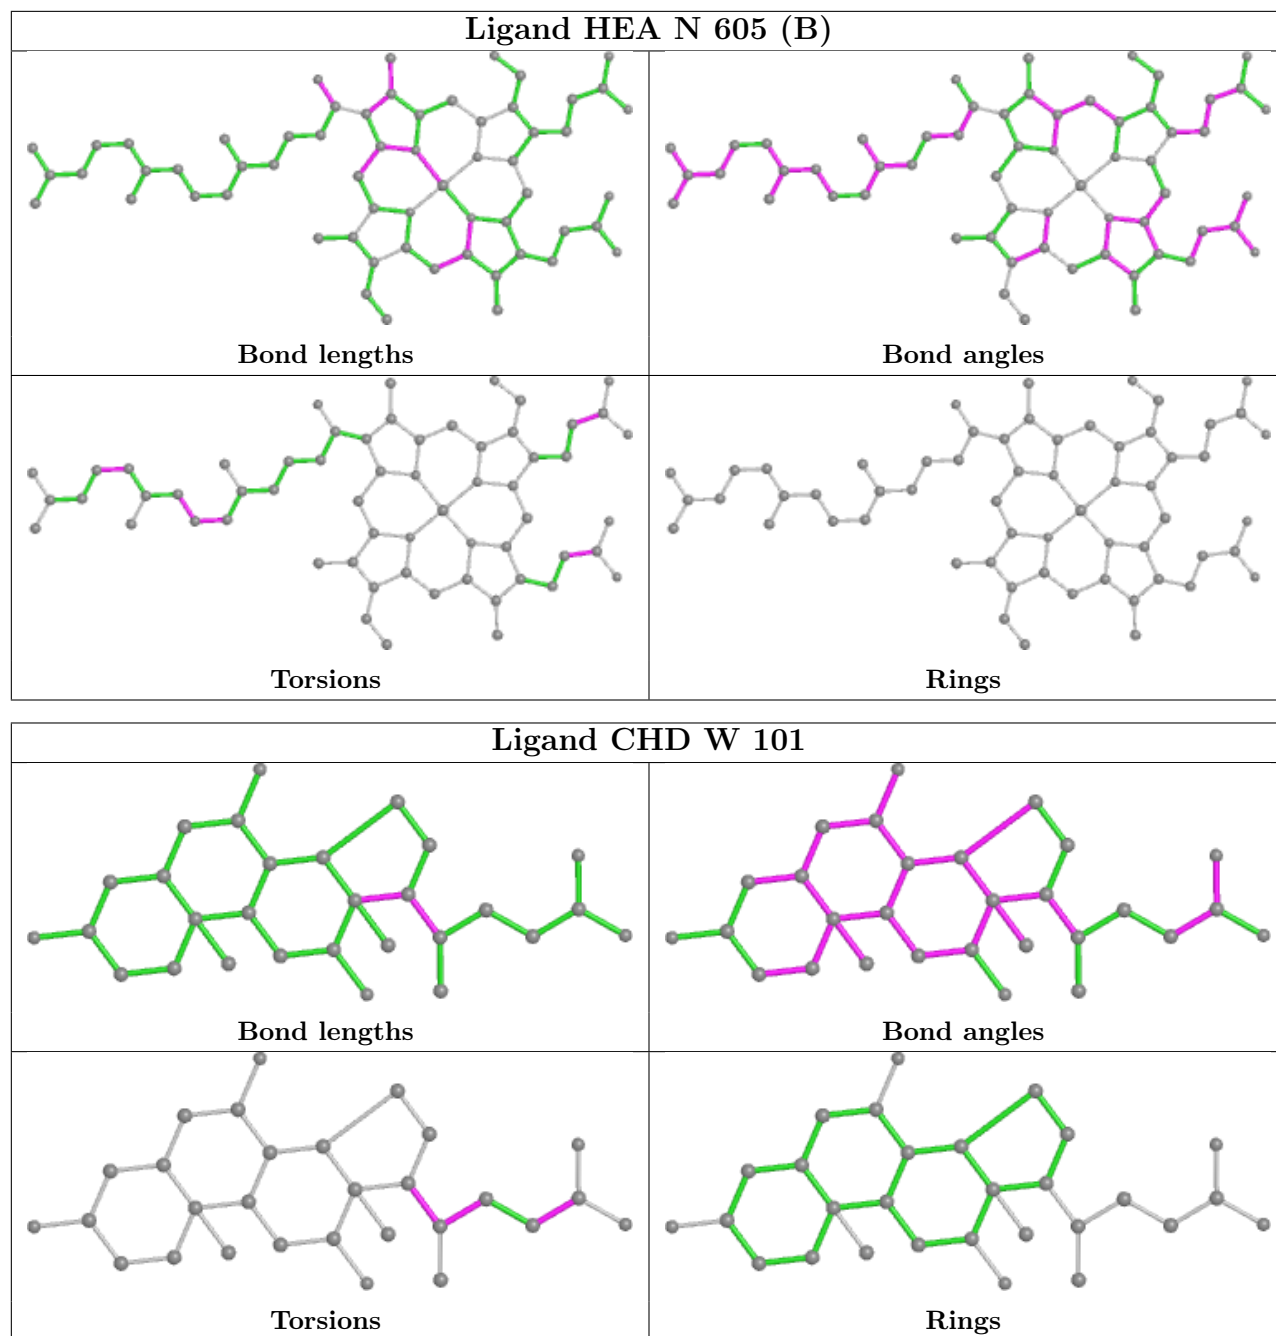 Ligand HEA N 605 (B)
Bond lengths
Bond angles
Torsions
Rings
Ligand CHD W 101
Bond lengths
Bond angles
Torsions
Rings